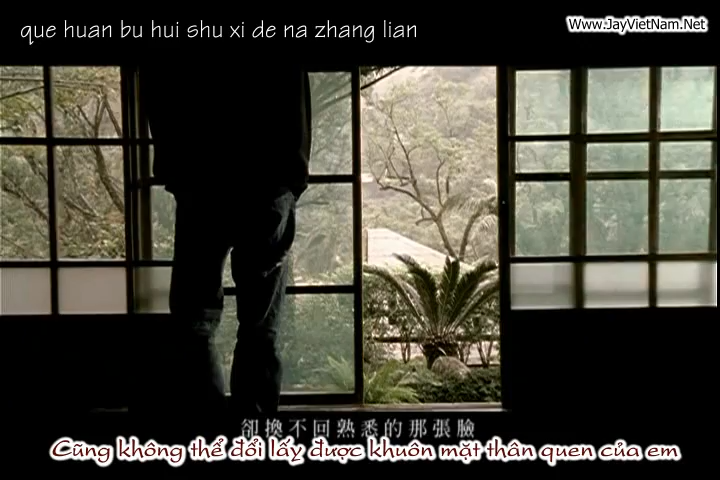 que huan bu hui shu xi de na zhang lian
www.JayVietNam.Net
卻換不回熟悉的那張臉
Cũng không thể đổi lấy được khuôn mặt thân quen của em